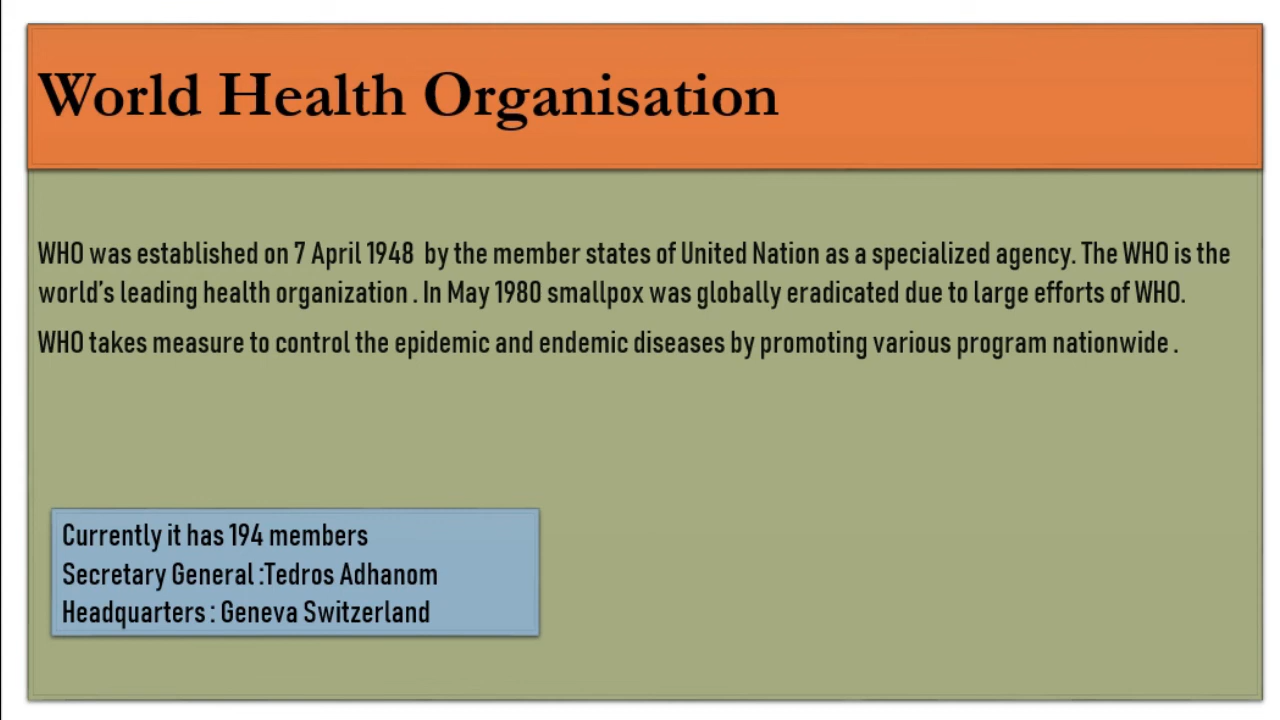 World Health Organisation
WHO was established on 7 April 1948 by the member states of United Nation as a specialized agency. The WHO is the
world's leading health organization . In May 1980 smallpox was globally eradicated due to large efforts of WHO.
WHO takes measure to control the epidemic and endemic diseases by promoting various program nationwide .
Currently it has 194 members
Secretary General :Tedros Adhanom
Headquarters : Geneva Switzerland